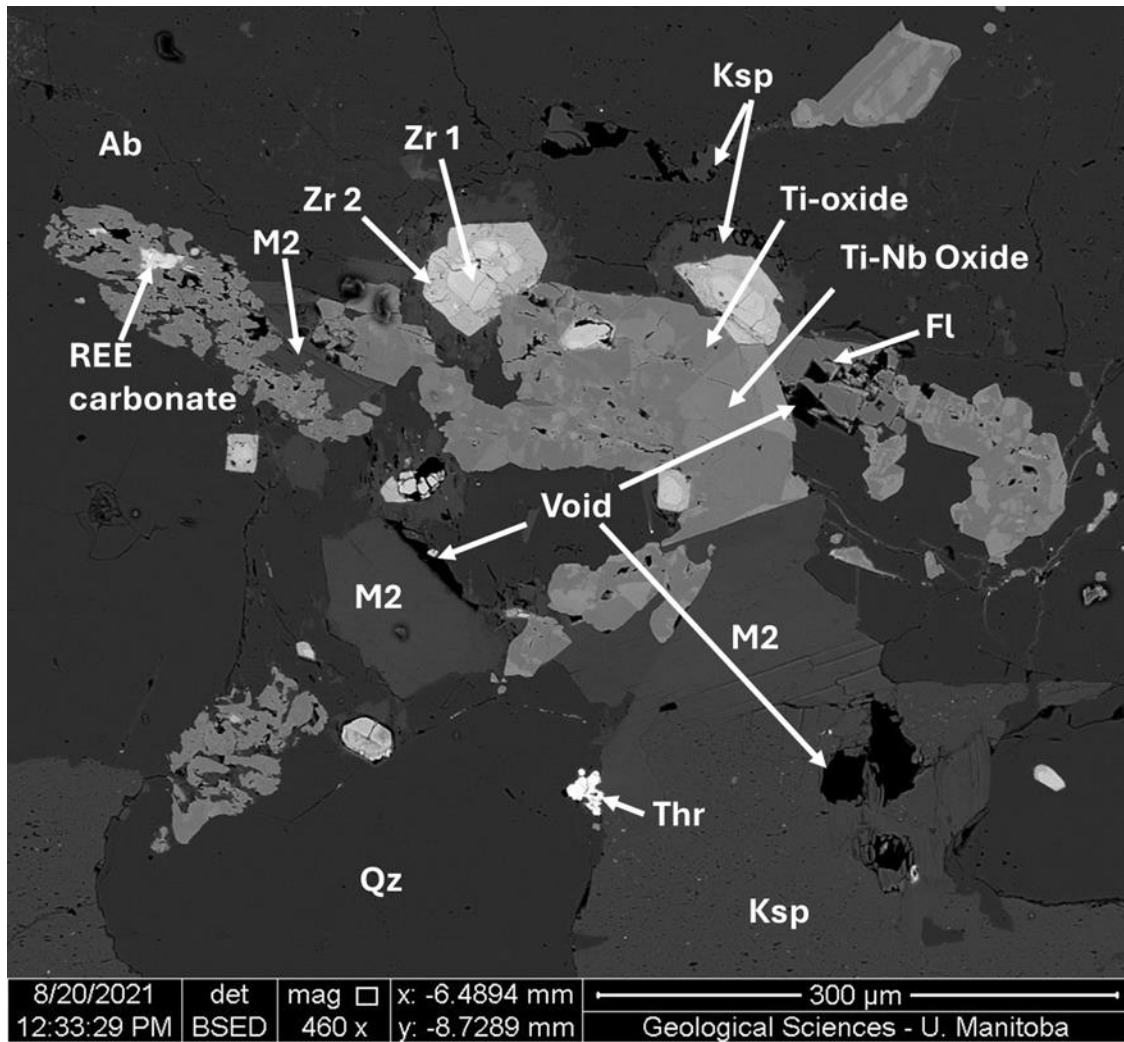 Ksp
Ab
Zr 1
Zr 2
Ti-oxide
M2
Ti-Nb Oxide
Fl
REE
carbonate
Void
M2
M2
Thr
Qz
Ksp
8/20/2021
12:33:29 PM
det
BSED
mag □
460 x
x: -6.4894 mm
y: -8.7289 mm
300 µm
Geological Sciences - U. Manitoba